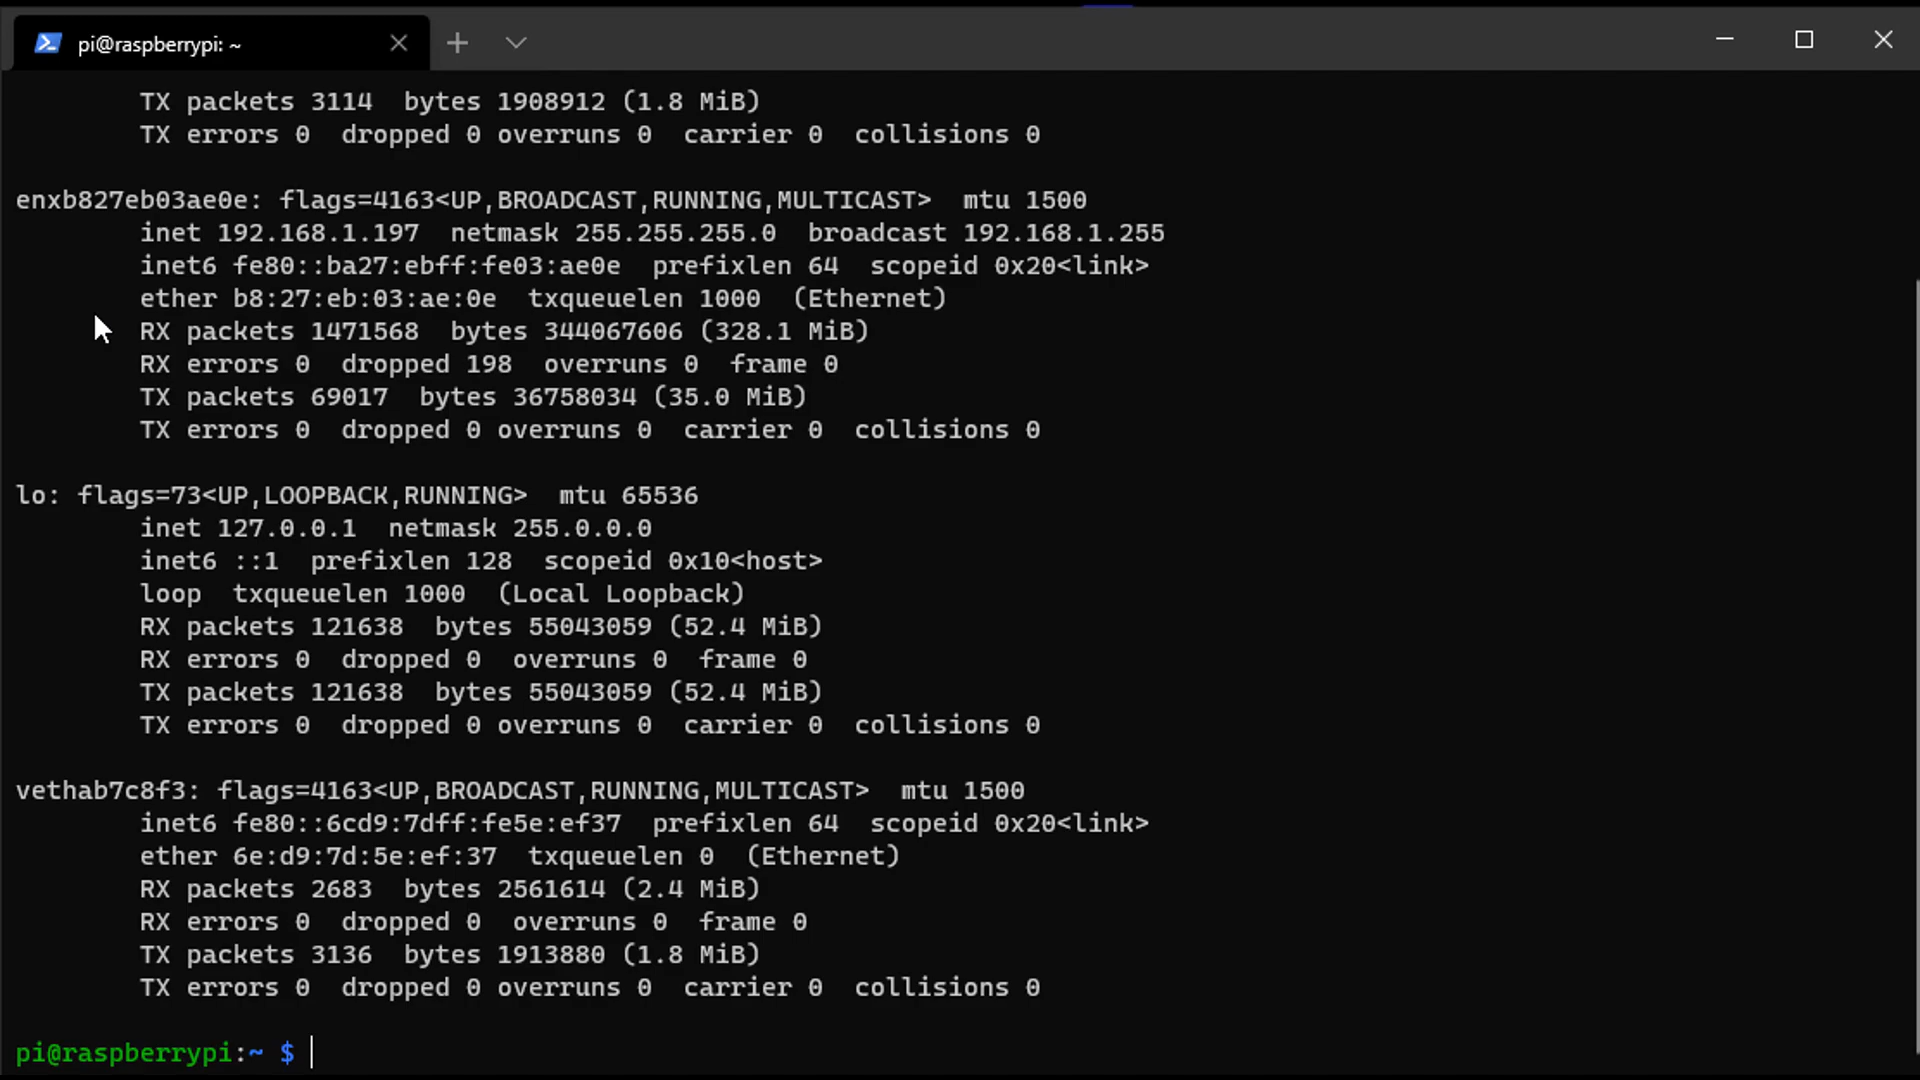 pi@raspberrypi: ~
TX packets 3114  bytes 1908912 (1.8 MiB)
TX errors 0  dropped 0 overruns 0  carrier 0  collisions 0
enxb827eb03ae0e: flags=4163<UP,BROADCAST,RUNNING,MULTICAST>  mtu 1500
inet 192.168.1.197  netmask 255.255.255.0  broadcast 192.168.1.255
inet6 fe80::ba27:ebff:fe03:ae0e  prefixlen 64  scopeid 0x20<link>
ether b8:27:eb:03:ae:0e  txqueuelen 1000  (Ethernet)
RX packets 1471568  bytes 344067606 (328.1 MiB)
RX errors 0  dropped 198  overruns 0  frame 0
TX packets 69017  bytes 36758034 (35.0 MiB)
TX errors 0  dropped 0 overruns 0  carrier 0  collisions 0
lo: flags=73<UP,LOOPBACK,RUNNING>  mtu 65536
inet 127.0.0.1  netmask 255.0.0.0
inet6 ::1  prefixlen 128  scopeid 0x10<host>
loop  txqueuelen 1000  (Local Loopback)
RX packets 121638  bytes 55043059 (52.4 MiB)
RX errors 0  dropped 0  overruns 0  frame 0
TX packets 121638  bytes 55043059 (52.4 MiB)
TX errors 0  dropped 0 overruns 0  carrier 0  collisions 0
vethab7c8f3: flags=4163<UP,BROADCAST,RUNNING,MULTICAST>  mtu 1500
inet6 fe80::6cd9:7dff:fe5e:ef37  prefixlen 64  scopeid 0x20<link>
ether 6e:d9:7d:5e:ef:37  txqueuelen 0  (Ethernet)
RX packets 2683  bytes 2561614 (2.4 MiB)
RX errors 0  dropped 0  overruns 0  frame 0
TX packets 3136  bytes 1913880 (1.8 MiB)
TX errors 0  dropped 0 overruns 0  carrier 0  collisions 0
pi@raspberrypi:~ $